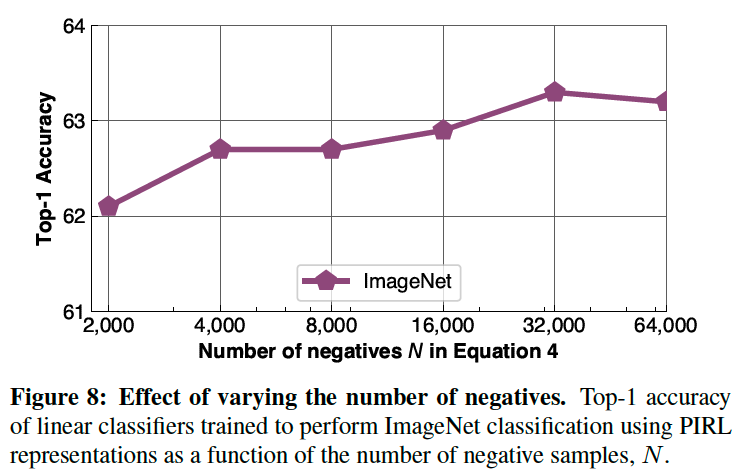 64
63
62
61
Top-1 Accuracy
ImageNet
2,000 4,000 8,000 16,000 32,000 64,000
Number of negatives N in Equation 4
Figure 8: Effect of varying the number of negatives. Top-1 accuracy
of linear classifiers trained to perform ImageNet classification using PIRL
representations as a function of the number of negative samples, N.